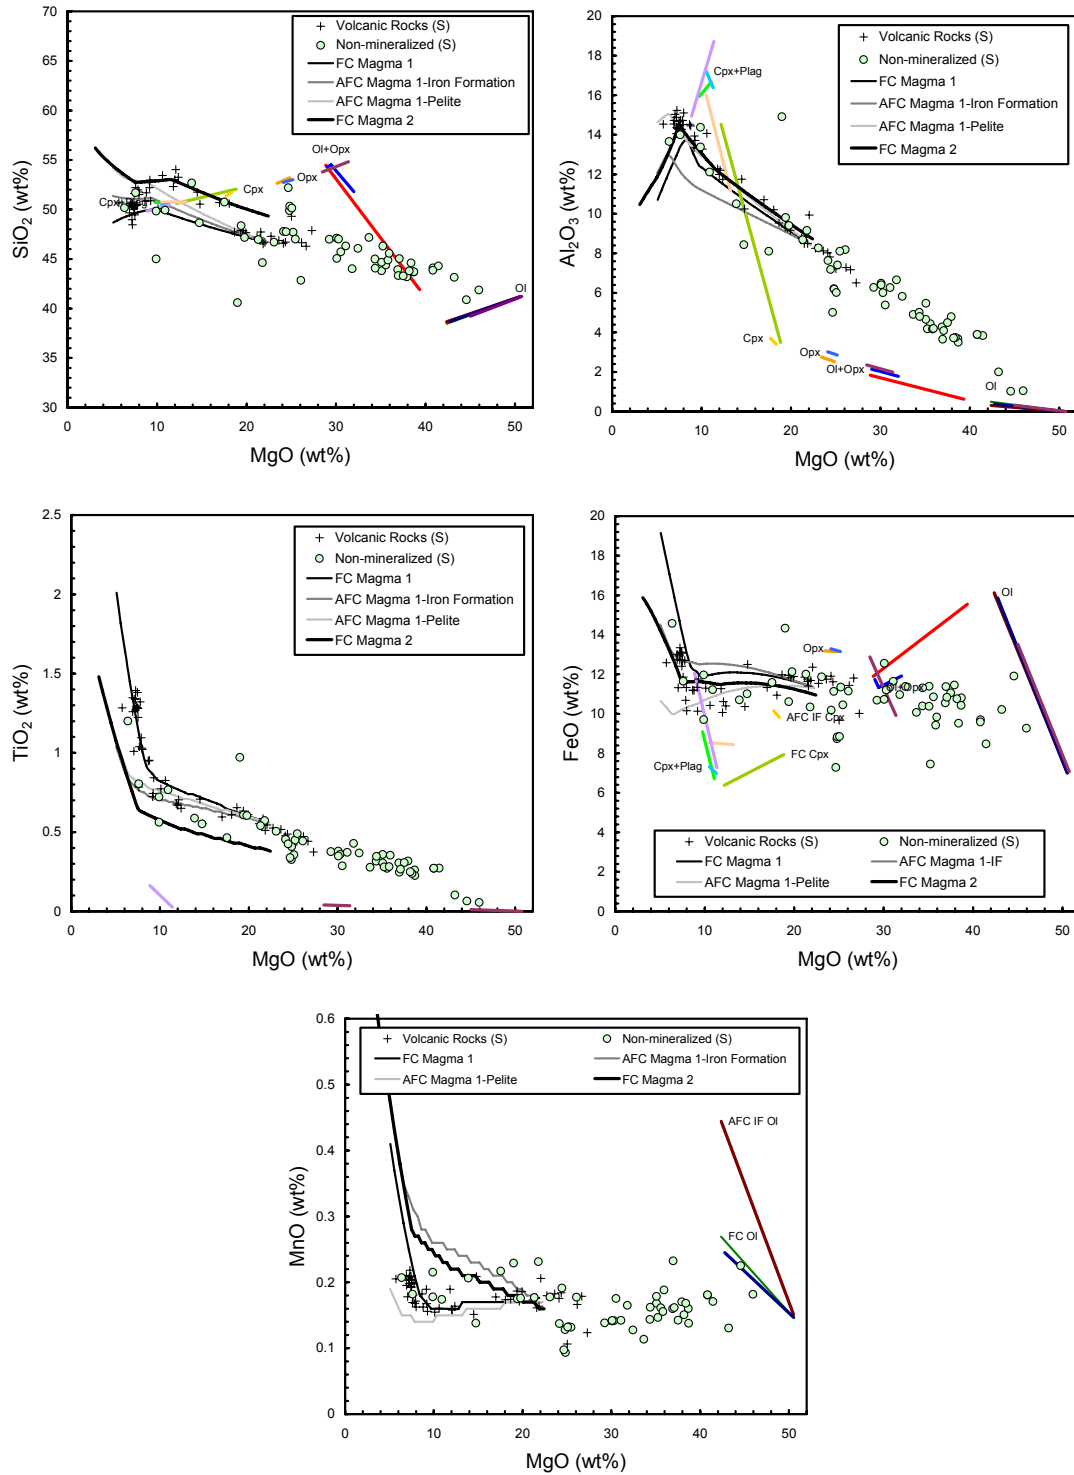 70
65
60
55
50
45
40
35
30
SiO2 (wt%)
Volcanic Rocks (S)
Non-mineralized (S)
FC Magma 1
AFC Magma 1-Iron Formation
AFC Magma 1-Pelite
FC Magma 2
Ol+Opx
Opx
Cpx
Cpx+Plag
Ol
0 10 20 30 40 50
MgO (wt%)
20
18
16
14
12
10
8
6
4
2
0
Al2O3 (wt%)
Volcanic Rocks (S)
Non-mineralized (S)
FC Magma 1
AFC Magma 1-Iron Formation
AFC Magma 1-Pelite
FC Magma 2
Cpx+Plag
Cpx
Opx
Ol+Opx
Ol
0 10 20 30 40 50
MgO (wt%)
2.5
2
1.5
1
0.5
0
TiO2 (wt%)
Volcanic Rocks (S)
Non-mineralized (S)
FC Magma 1
AFC Magma 1-Iron Formation
AFC Magma 1-Pelite
FC Magma 2
0 10 20 30 40 50
MgO (wt%)
20
18
16
14
12
10
8
6
4
2
0
FeO (wt%)
Ol
Opx
Ol+Opx
AFC IF Cpx
FC Cpx
Cpx+Plag
Volcanic Rocks (S)
Non-mineralized (S)
FC Magma 1
AFC Magma 1-IF
AFC Magma 1-Pelite
FC Magma 2
0 10 20 30 40 50
MgO (wt%)
0.6
0.5
0.4
0.3
0.2
0.1
0
MnO (wt%)
Volcanic Rocks (S)
Non-mineralized (S)
FC Magma 1
AFC Magma 1-Iron Formation
AFC Magma 1-Pelite
FC Magma 2
AFC IF Ol
FC Ol
0 10 20 30 40 50
MgO (wt%)